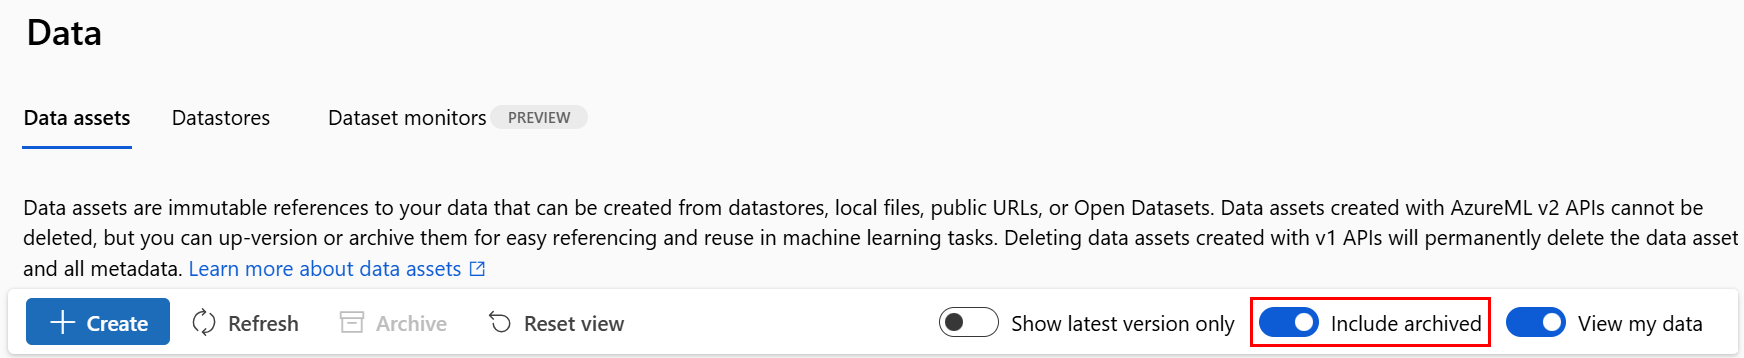 Data
Data assets Datastores Dataset monitors PREVIEW
Data assets are immutable references to your data that can be created from datastores, local files, public URLs, or Open Datasets. Data assets created with AzureML v2 APIs cannot be
deleted, but you can up-version or archive them for easy referencing and reuse in machine learning tasks. Deleting data assets created with v1 APIs will permanently delete the data asset
and all metadata. Learn more about data assets
Create Refresh Archive Reset view Show latest version only Include archived View my data